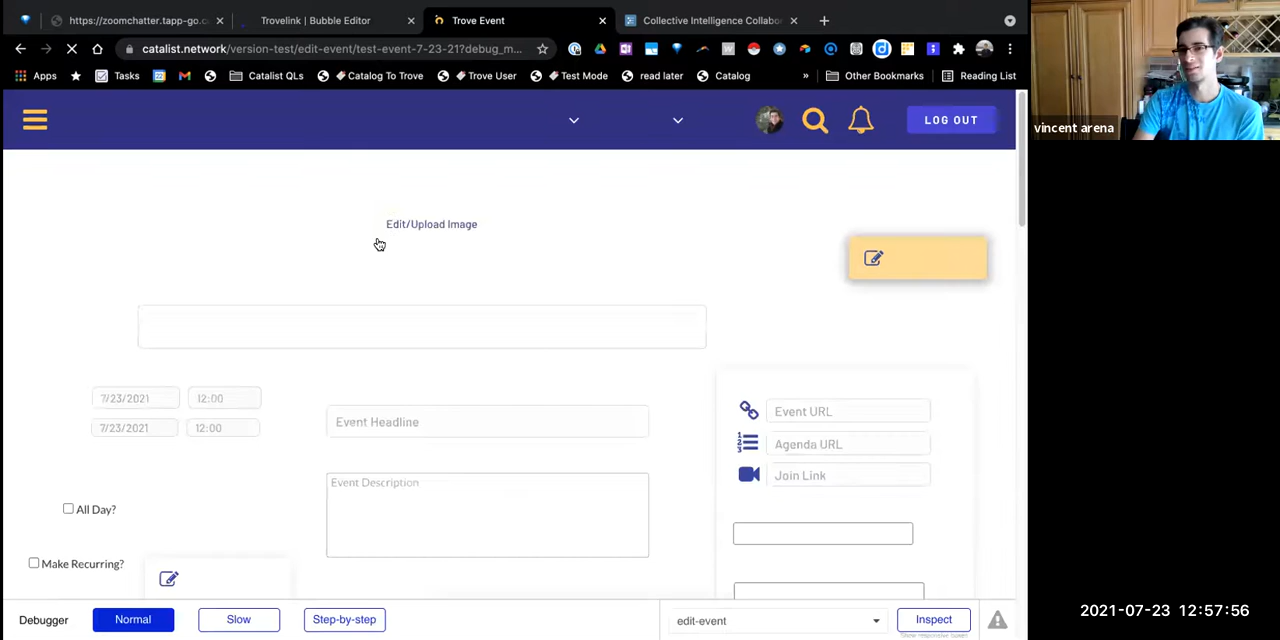 https://zoomchatter.tapp-go.c
Trovelink | Bubble Editor
Trove Event
Collective Intelligence Collabo
catalist.network/version-test/edit-event/test-event-7-23-21?debug_m...
Apps
Tasks
Catalist QLs
Catalog To Trove
Trove User
Test Mode
read later
Catalog
»
Other Bookmarks
Reading List
vincent arena
LOG OUT
Edit/Upload Image
7/23/2021
12:00
7/23/2021
12:00
Event Headline
Event URL
Agenda URL
Join Link
Event Description
All Day?
Make Recurring?
Debugger
Normal
Slow
Step-by-step
edit-event
Inspect
Show responsive boxes
2021-07-23 12:57:56